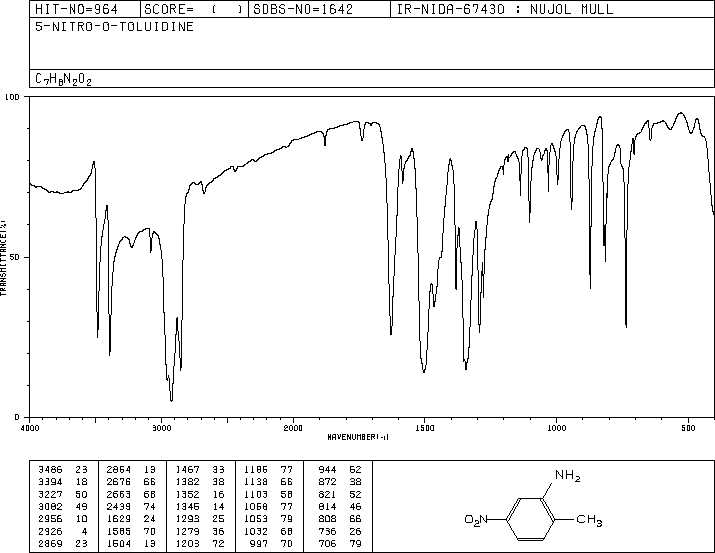 HIT-NO=964 SCORE= ( ) SDBS-NO=1642 IR-NIDA-67430 : NUJOL MULL
5-NITRO-O-TOLUIDINE
C7H8N2O2
100
50
0
TRANSMITTANCE(%)
4000 3000 2000 1500 1000 500
WAVENUMBER(-1)
3486 23 2854 13 1467 33 1186 77 944 62
3394 18 2676 66 1382 38 1138 66 872 38
3227 50 2663 68 1352 16 1103 58 821 52
3082 49 2439 74 1345 14 1058 77 814 46
2956 10 1629 24 1293 25 1053 79 808 66
2926 4 1585 70 1279 36 1032 68 736 26
2869 23 1504 13 1203 72 997 70 706 79
NH2
O2N CH3